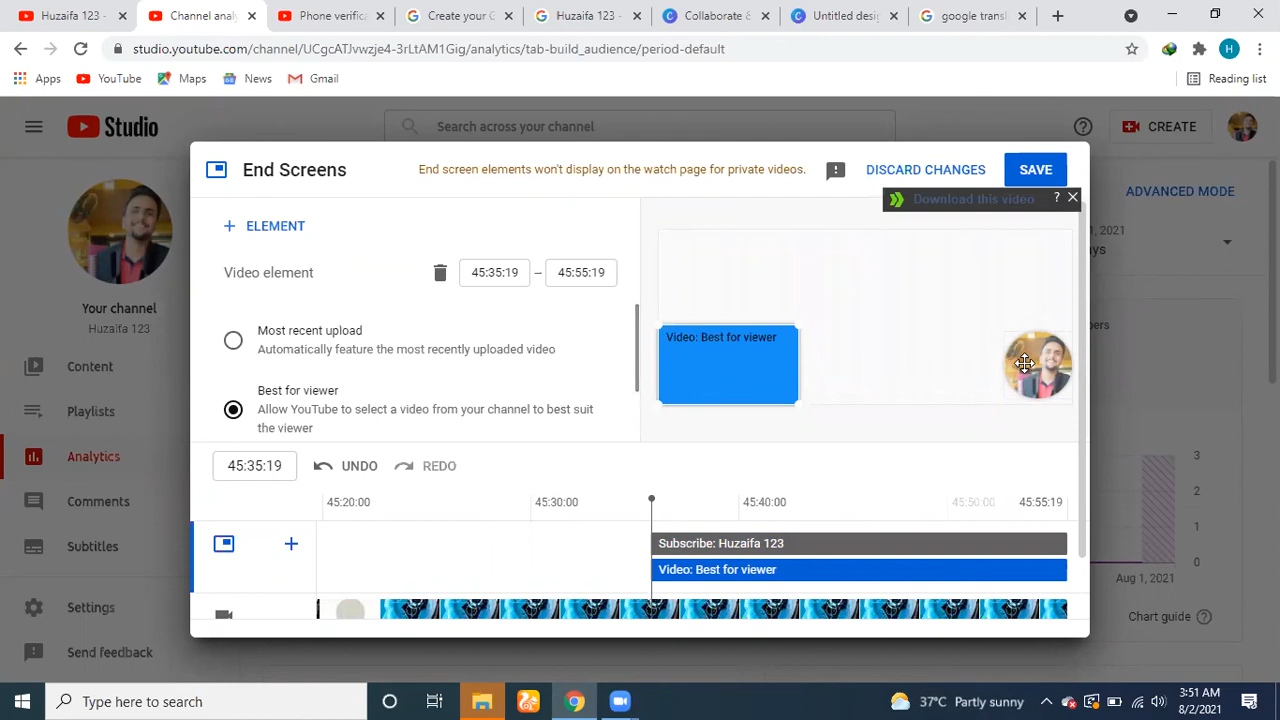 Huzaifa 123 -
Channel analy
Phone verific
Create your G
Huzaifa 123 -
Collaborate &
Untitled desig
google transl
studio.youtube.com/channel/UCgcATJvwzje4-3rLtAM1Gig/analytics/tab-build_audience/period-default
H
Apps
YouTube
Maps
News
Gmail
Reading list
Studio
Search across your channel
CREATE
End Screens
End screen elements won't display on the watch page for private videos.
DISCARD CHANGES
SAVE
ADVANCED MODE
Download this video
?
+ ELEMENT
Video element
45:35:19 – 45:55:19
1, 2021
ays
Your channel
Huzaifa 123
Most recent upload
Automatically feature the most recently uploaded video
Best for viewer
Allow YouTube to select a video from your channel to best suit
the viewer
Video: Best for viewer
bers
Content
Playlists
Analytics
Comments
Subtitles
Settings
Send feedback
45:35:19
UNDO
REDO
45:20:00
45:30:00
45:40:00
45:50:00
45:55:19
Subscribe: Huzaifa 123
Video: Best for viewer
3
2
1
0
Aug 1, 2021
Chart guide
Type here to search
37°C Partly sunny
3:51 AM
8/2/2021